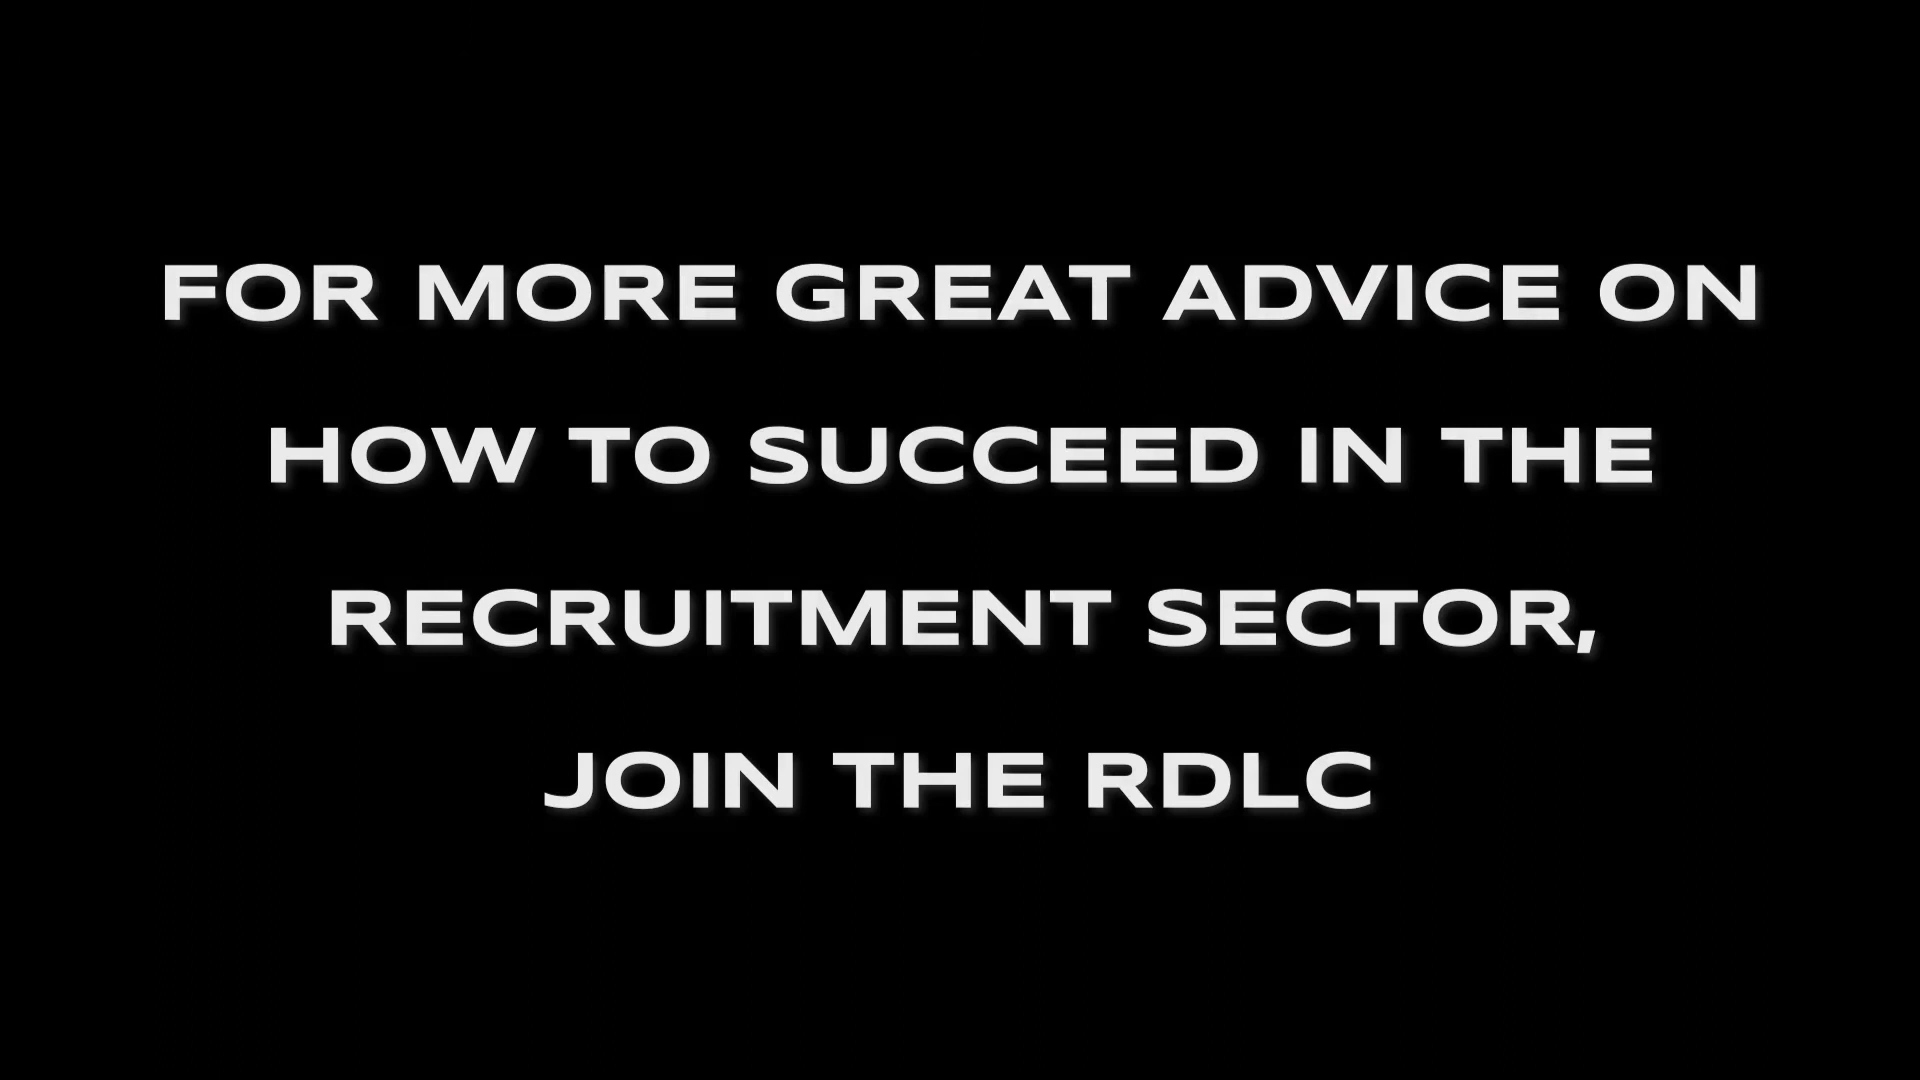 FOR MORE GREAT ADVICE ON
HOW TO SUCCEED IN THE
RECRUITMENT SECTOR,
JOIN THE RDLC